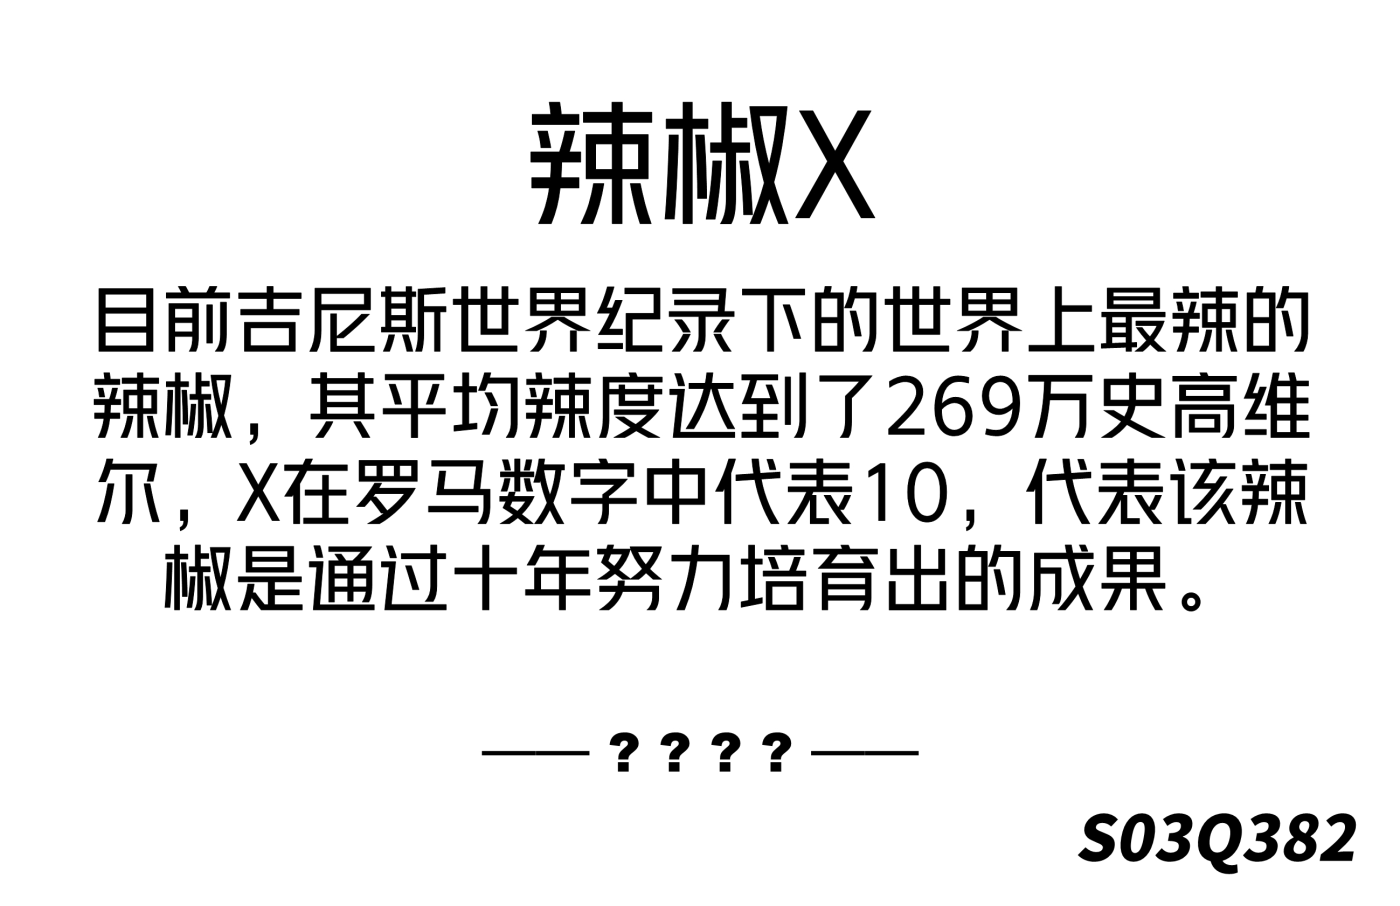 辣椒X
目前吉尼斯世界纪录下的世界上最辣的
辣椒，其平均辣度达到了269万史高维
尔，X在罗马数字中代表10，代表该辣
椒是通过十年努力培育出的成果。
——？？？？——
S03Q382